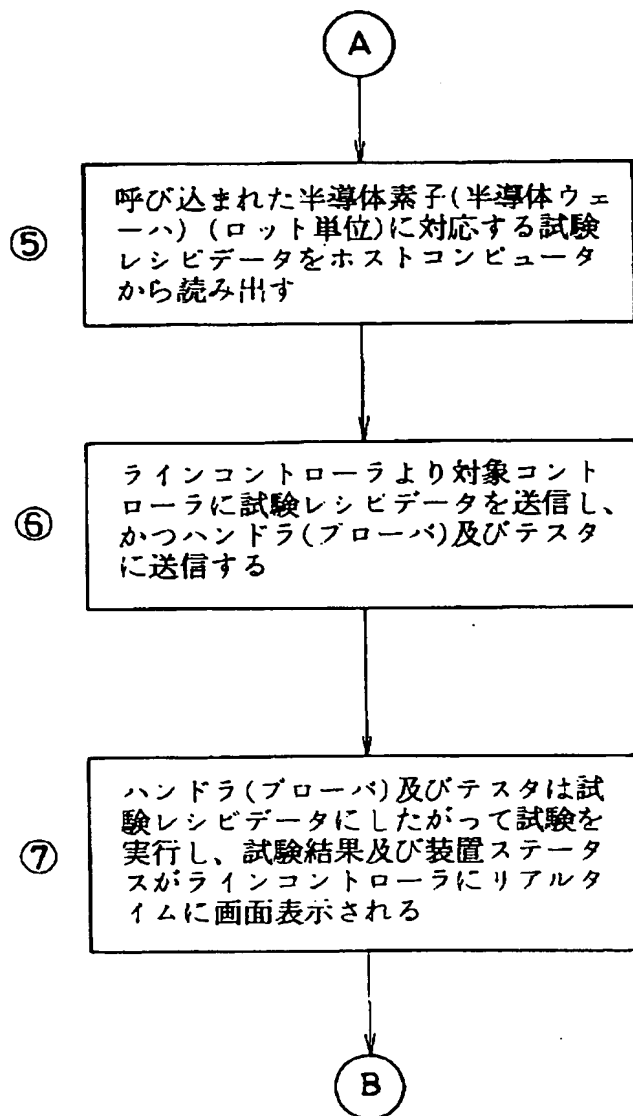 A
⑤
呼び込まれた半導体素子(半導体ウェ
ーハ) (ロット単位)に対応する試験
レシピデータをホストコンピュータ
から読み出す
⑥
ラインコントローラより対象コント
ローラに試験レシピデータを送信し、
かつハンドラ(プローバ)及びテスタ
に送信する
⑦
ハンドラ(プローバ)及びテスタは試
験レシピデータにしたがって試験を
実行し、試験結果及び装置ステータ
スがラインコントローラにリアルタ
イムに画面表示される
B